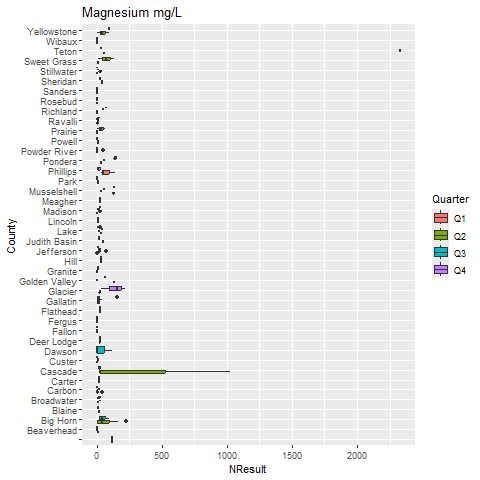 Magnesium mg/L
Yellowstone
Wibaux
Teton
Sweet Grass
Stillwater
Sheridan
Sanders
Rosebud
Richland
Ravalli
Prairie
Powell
Powder River
Pondera
Phillips
Park
Musselshell
Meagher
Madison
Lincoln
Lake
Judith Basin
Jefferson
Hill
Granite
Golden Valley
Glacier
Gallatin
Flathead
Fergus
Fallon
Deer Lodge
Dawson
Custer
Cascade
Carter
Carbon
Broadwater
Blaine
Big Horn
Beaverhead
County
0 500 1000 1500 2000
NResult
Quarter
Q1
Q2
Q3
Q4